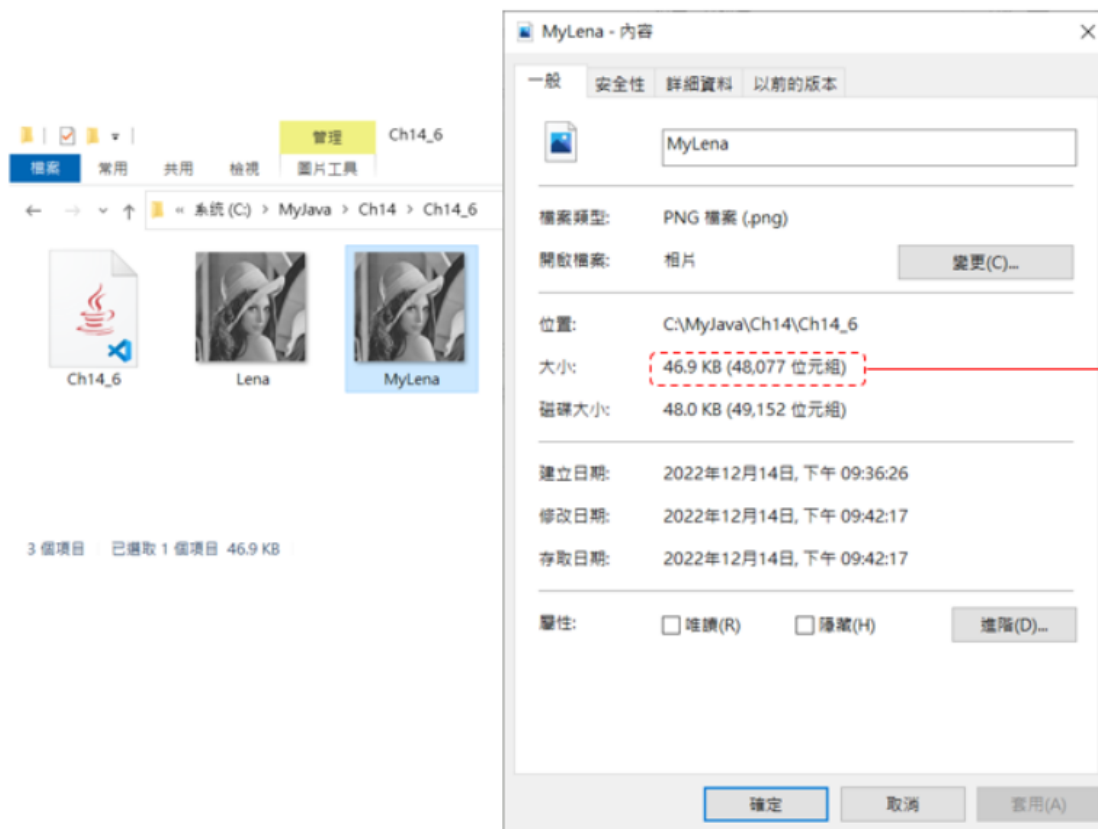 管理 Ch14_6
檔案 常用 共用 檢視 圖片工具
« 系統 (C:) > MyJava > Ch14 > Ch14_6
Ch14_6
Lena
MyLena
3 個項目 已選取 1 個項目 46.9 KB
MyLena - 內容
一般 安全性 詳細資料 以前的版本
MyLena
檔案類型: PNG 檔案 (.png)
開啟檔案: 相片 變更(C)...
位置: C:\MyJava\Ch14\Ch14_6
大小: 46.9 KB (48,077 位元組)
磁碟大小: 48.0 KB (49,152 位元組)
建立日期: 2022年12月14日, 下午 09:36:26
修改日期: 2022年12月14日, 下午 09:42:17
存取日期: 2022年12月14日, 下午 09:42:17
屬性: 唯讀(R) 隱藏(H) 進階(D)...
確定 取消 套用(A)